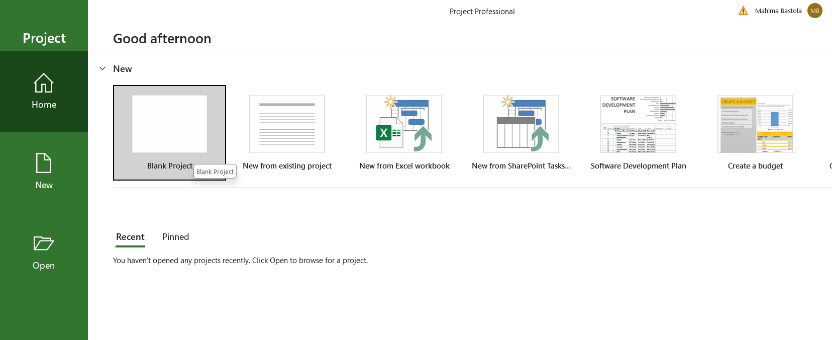 Project Professional
Mahima Bastola
MB
Project
Good afternoon
New
Home
Blank Project
New from existing project
New from Excel workbook
New from SharePoint Tasks...
Software Development Plan
Create a budget
Blank Project
SOFTWARE
DEVELOPMENT
PLAN
CREATE A BUDGET
New
Recent
Pinned
You haven't opened any projects recently. Click Open to browse for a project.
Open